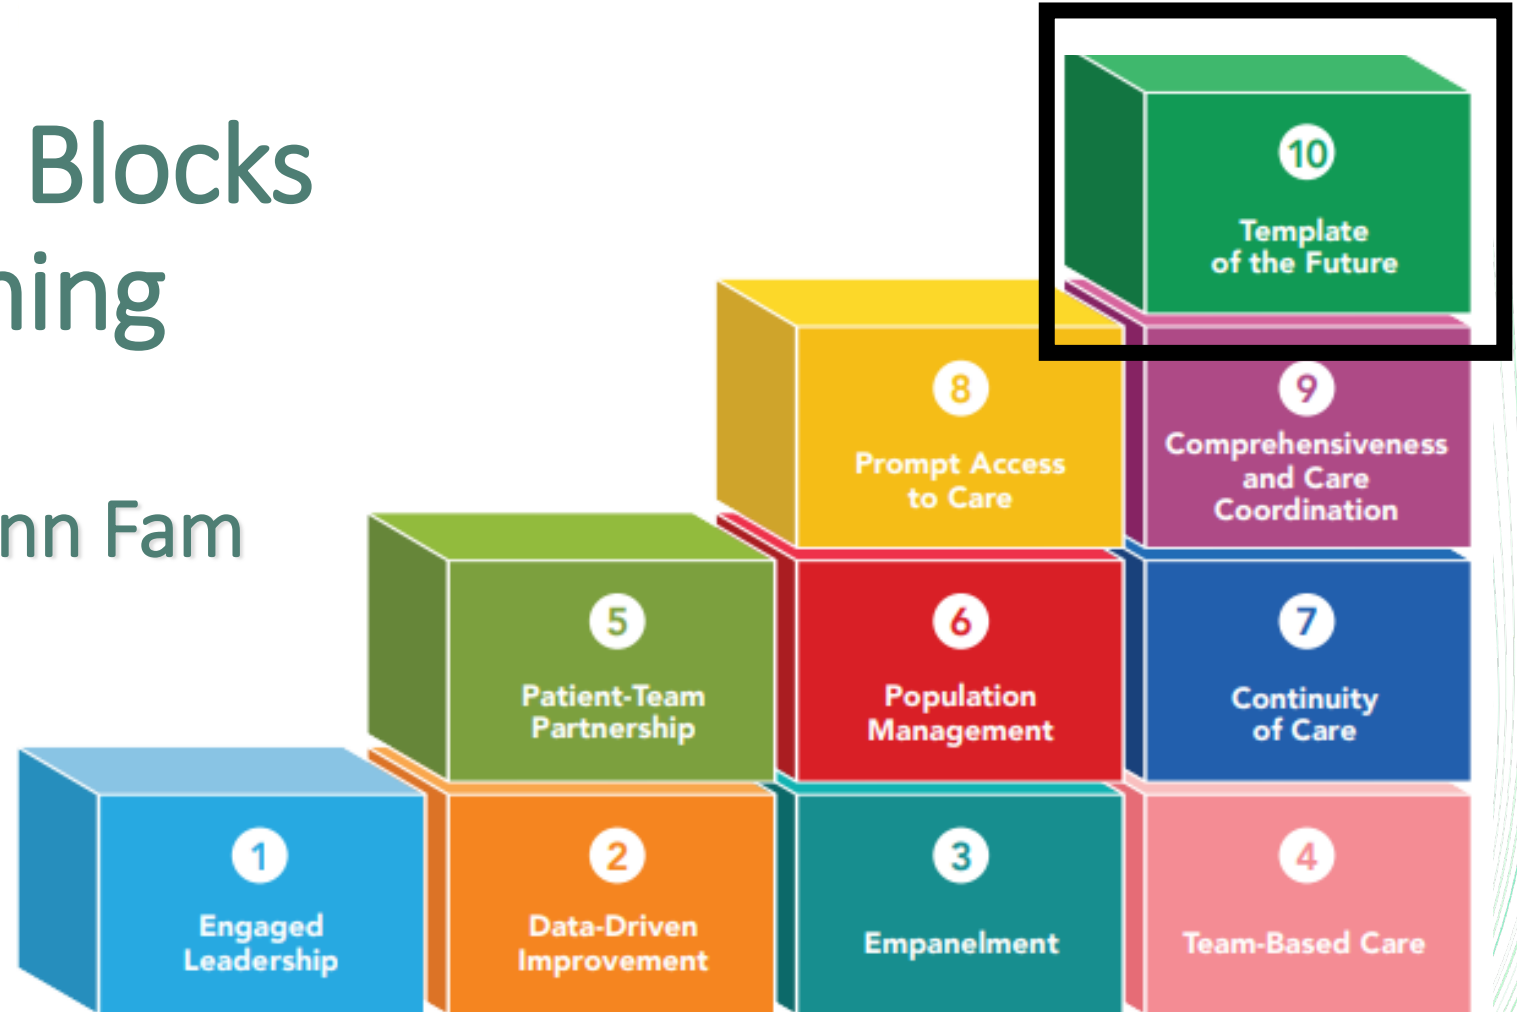 Blocks
ning
nn Fam
10
Template
of the Future
8
Prompt Access
to Care
9
Comprehensiveness
and Care
Coordination
5
Patient-Team
Partnership
6
Population
Management
7
Continuity
of Care
1
Engaged
Leadership
2
Data-Driven
Improvement
3
Empanelment
4
Team-Based Care